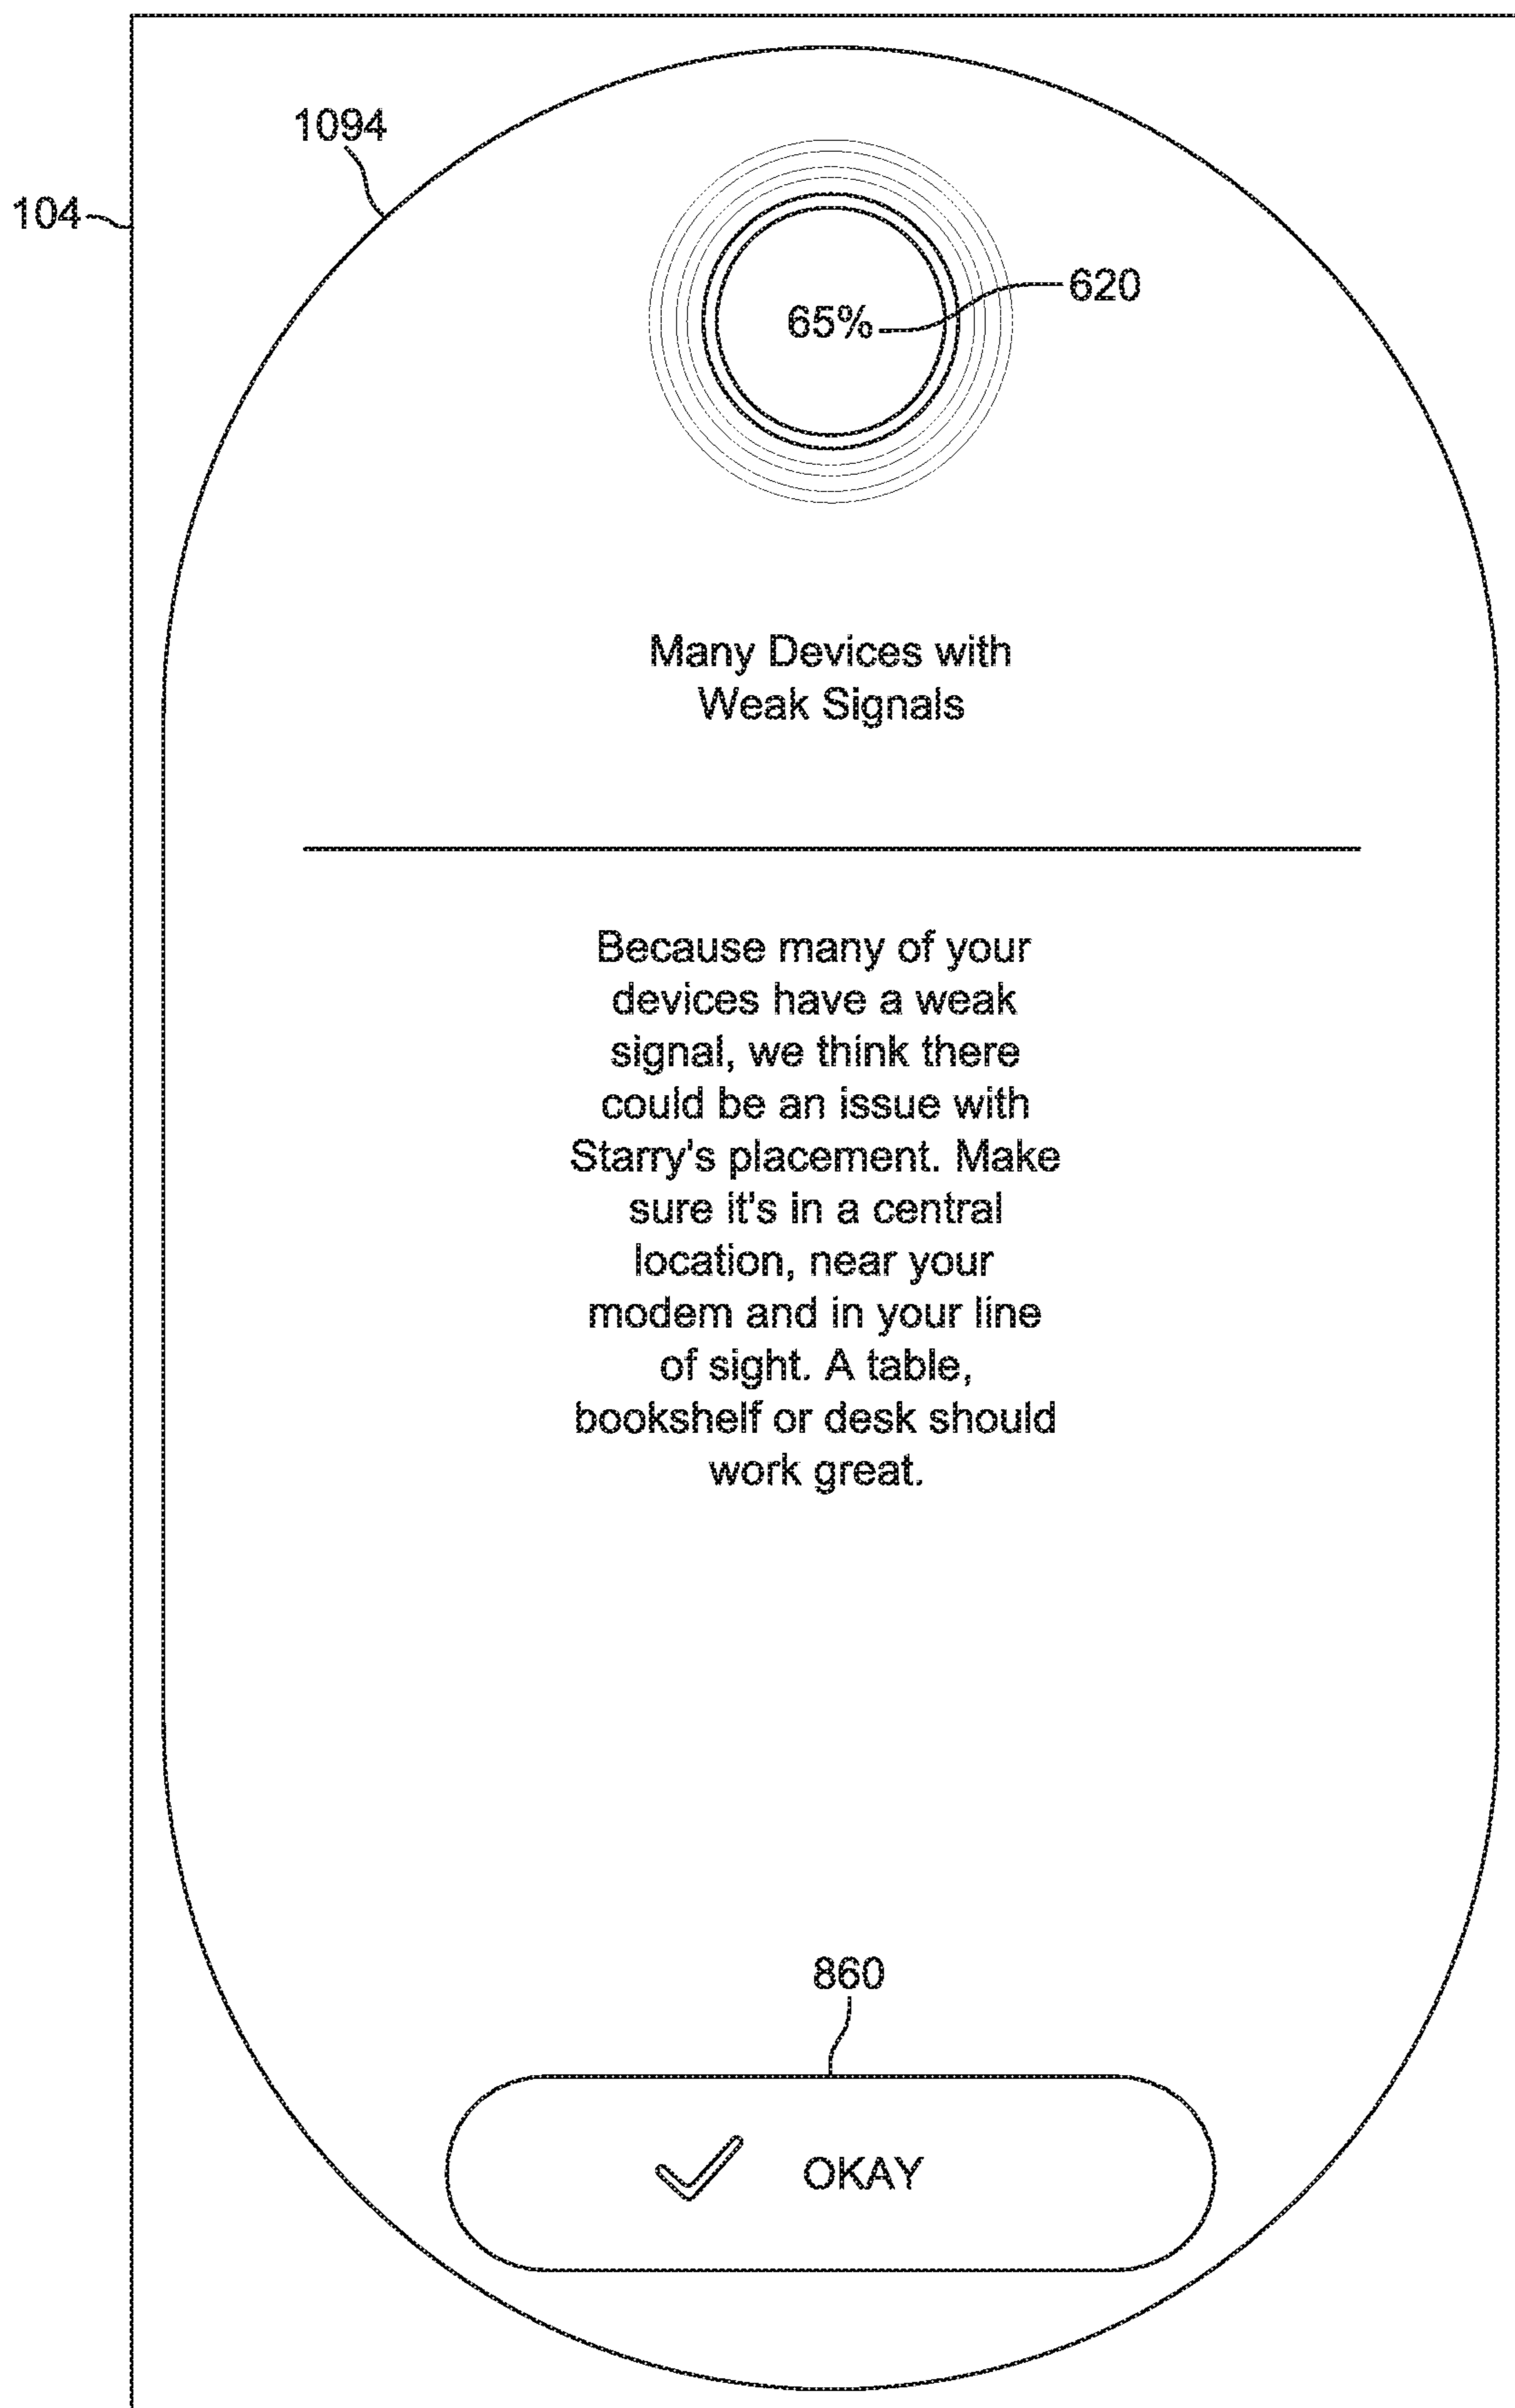 1094
104
620
65%
Many Devices with
Weak Signals
Because many of your
devices have a weak
signal, we think there
could be an issue with
Starry's placement. Make
sure it's in a central
location, near your
modem and in your line
of sight. A table,
bookshelf or desk should
work great.
860
OKAY